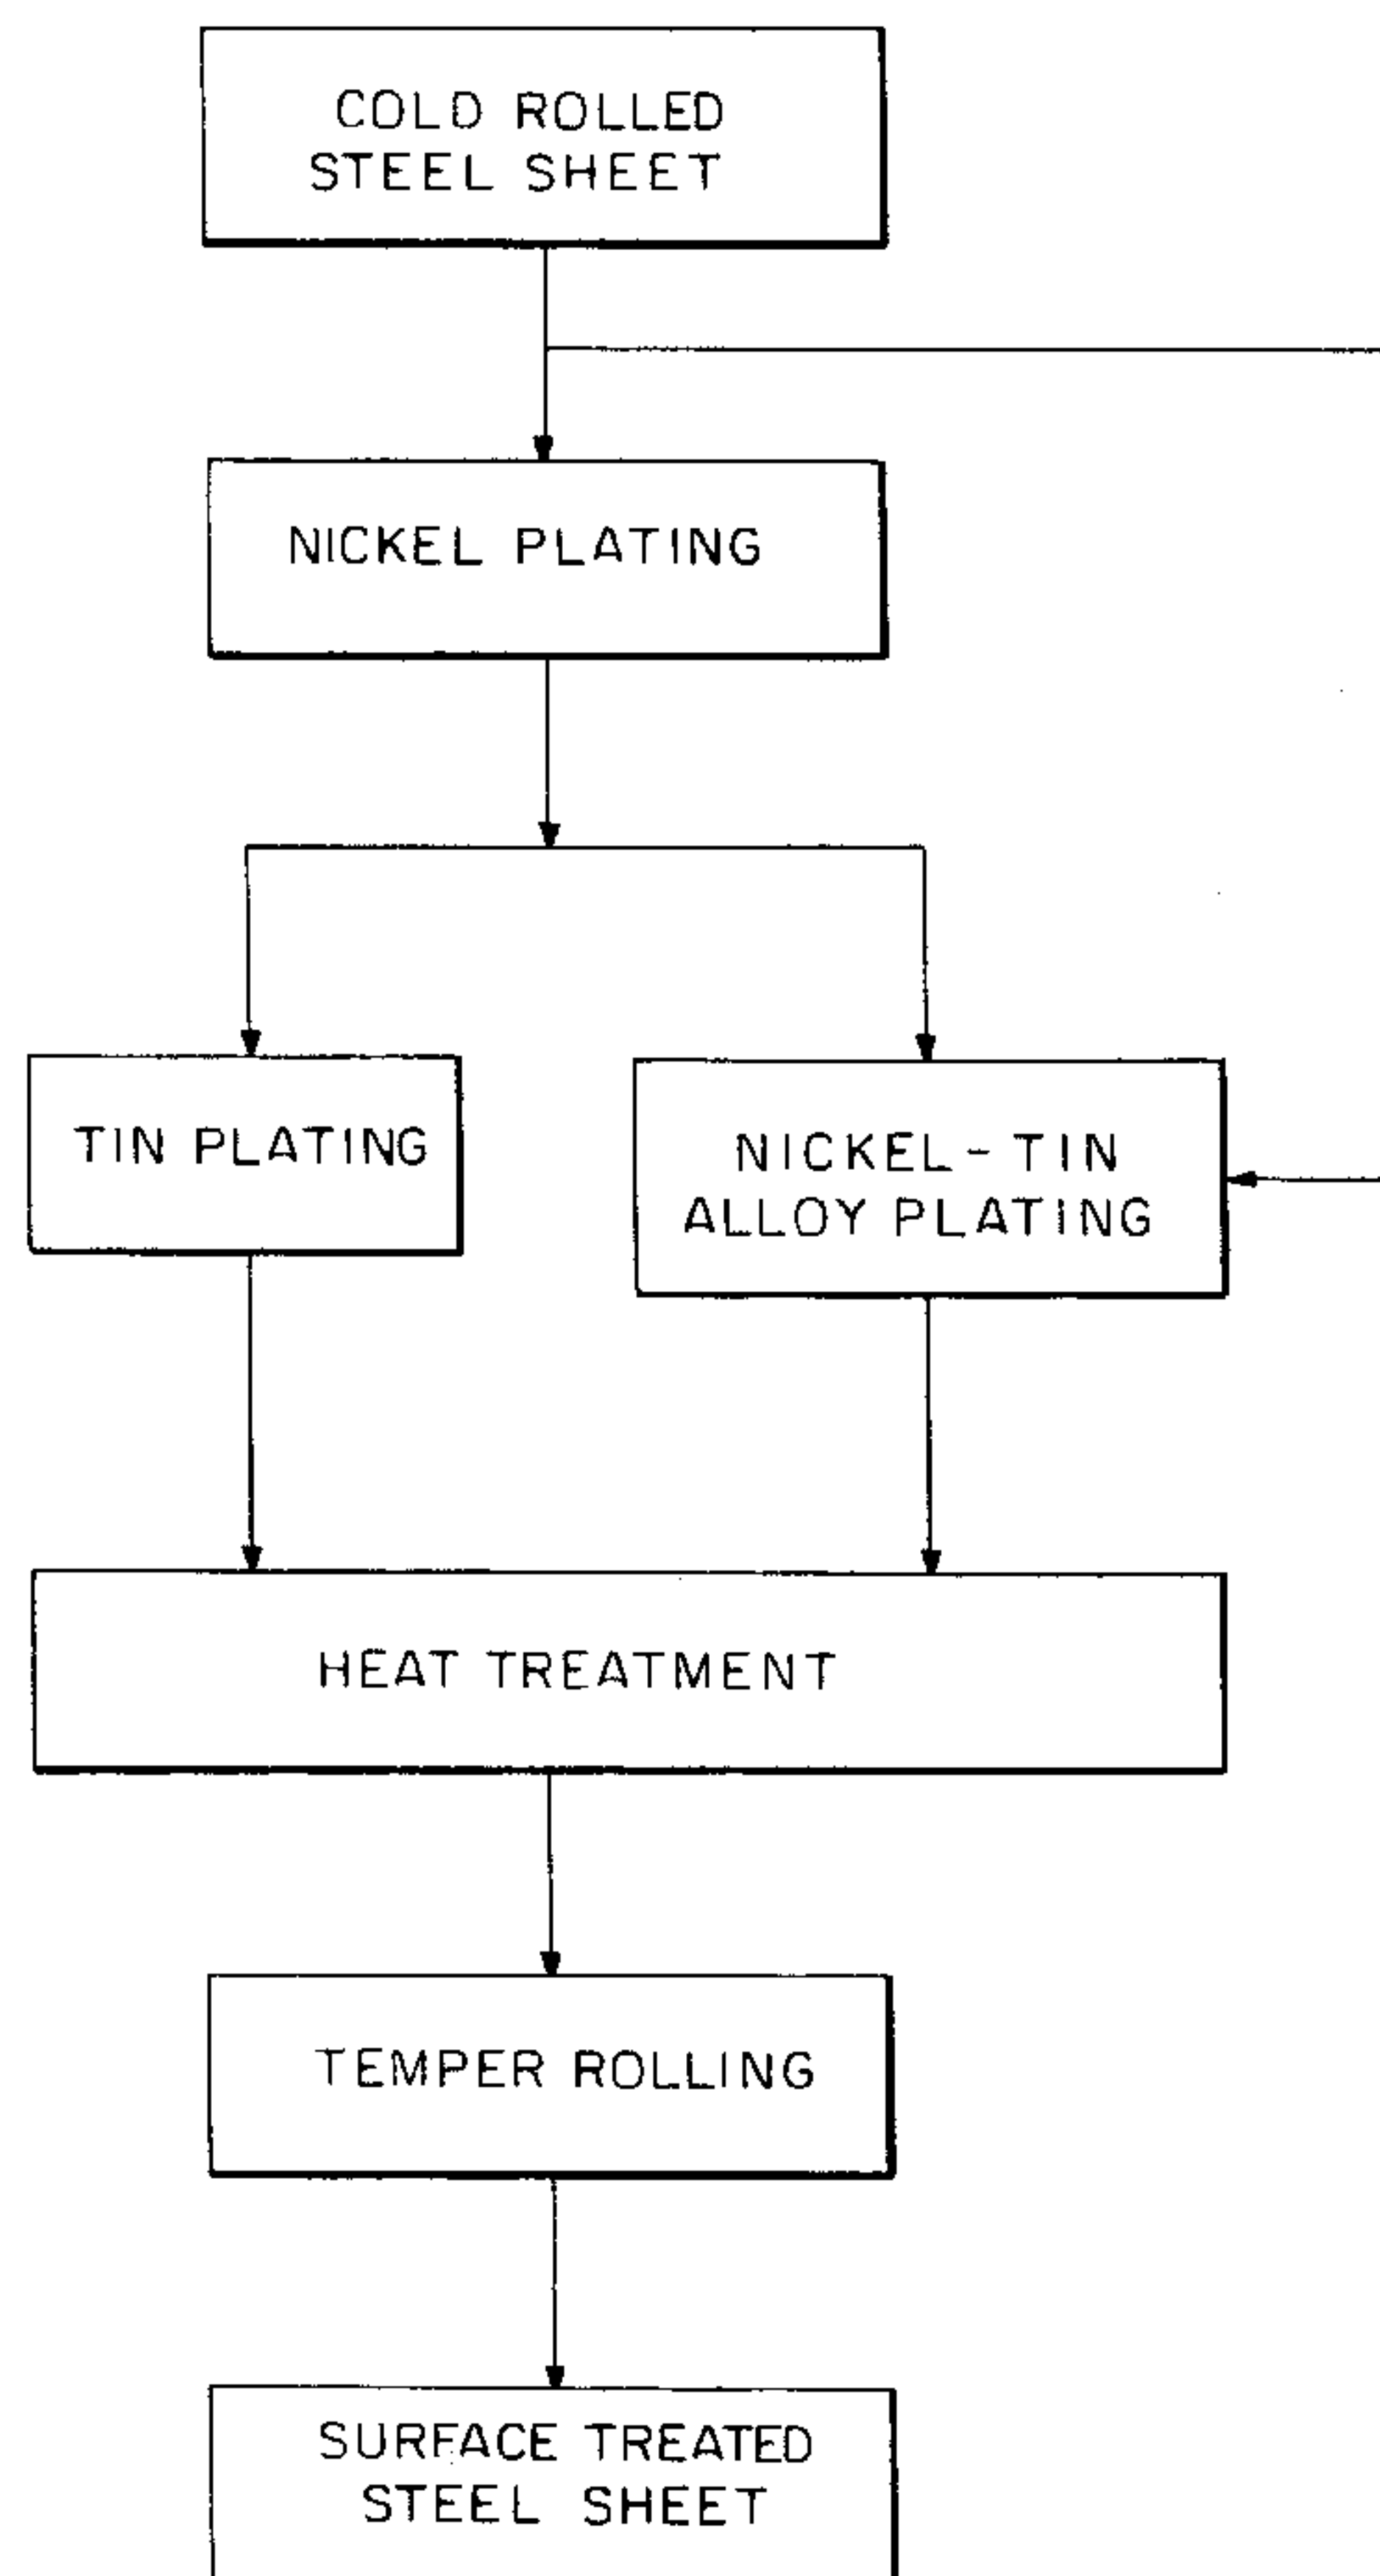 COLD ROLLED
STEEL SHEET
NICKEL PLATING
TIN PLATING
NICKEL-TIN
ALLOY PLATING
HEAT TREATMENT
TEMPER ROLLING
SURFACE TREATED
STEEL SHEET